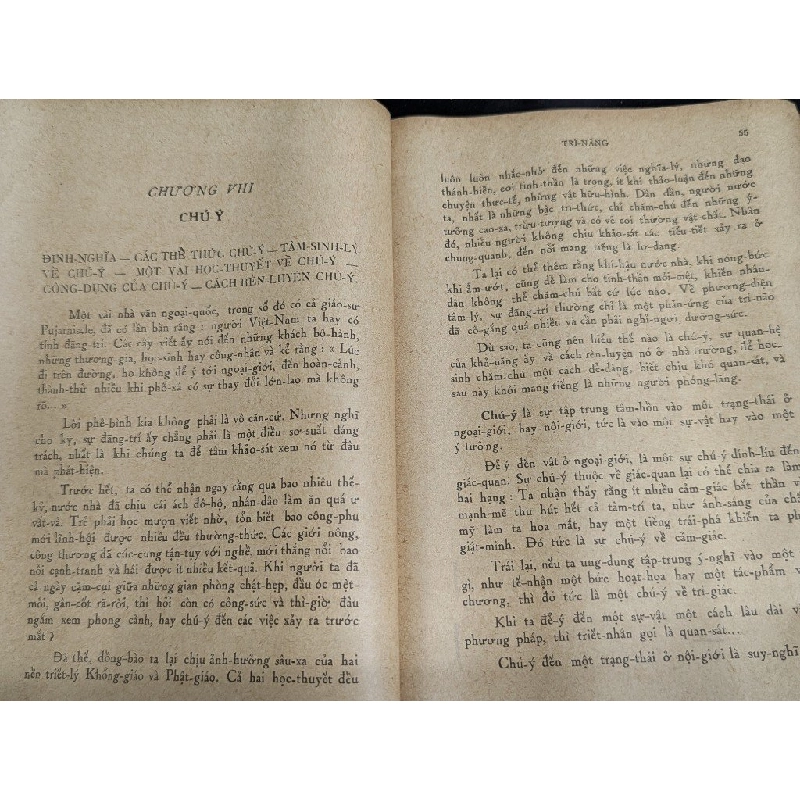 CHƯƠNG VIII
CHÚ-Ý
ĐỊNH-NGHĨA — CÁC THỂ THỨC CHÚ-Ý — TÂM-SINH-LÝ
VỀ CHÚ-Ý — MỘT VÀI HỌC-THUYẾT VỀ CHÚ-Ý —
CÔNG-DỤNG CỦA CHÚ-Ý — CÁCH RÈN-LUYỆN CHÚ-Ý.
Một vài nhà văn ngoại-quốc, trong số đó có cả giáo-sư
đã có lần bàn rằng : người Việt-Nam ta hay có
tính đãng-trí. Các cây viết ấy nói đến những khách bộ-hành,
những thương-gia, học-sinh hay công-nhân và kể rằng : « Lúc
đi trên đường, họ không để ý tới ngoại-giới, đến hoàn-cảnh,
thành-thử nhiều khi phố-sá có sự thay đổi lớn-lao mà không
rõ... »
Lời phê-bình kia không phải là vô căn-cứ. Nhưng nghĩ
cho kỹ, sự đãng-trí ấy chẳng phải là một điều sơ-suất đáng
trách, nhất là khi chúng ta để tâm khảo-sát xem nó từ đâu
mà phát-hiện.
Trước hết, ta có thể nhận ngay rằng qua bao nhiêu thế-
kỷ, nước nhà đã chịu cái ách đô-hộ, nhân dân làm ăn quá ư
vất-vả. Trẻ phải học mượn viết nhờ, tốn biết bao công-phu
mới lĩnh-hội được nhiều đều thường-thức. Các giới nông,
công thương đã cúc-cung tận-tụy với nghề, mới thẳng nổi bao
nỗi cạnh-tranh và hái được ít nhiều kết-quả. Khi người ta đã
cả ngày cặm-cụi giữa những gian phòng chật-hẹp, đầu óc mệt-
mỏi, gân-cốt rã-rời, thì hỏi còn có công-sức và thì-giờ đâu
ngắm xem phong cảnh, hay chú-ý đến các việc xảy ra trước
mắt ?
Đã thế, đồng-bào ta lại chịu ảnh-hưởng sâu-xa của hai
nền triết-lý Khổng-giáo và Phật-giáo. Cả hai học-thuyết đều
TRÍ-NĂNG
luôn luôn nhắc-nhở đến những việc nghĩa-lý, những đạo
thánh-hiền, coi tinh-thần là trọng, ít khi thảo-luận đến những
chuyện thực-tế, những vật hữu-hình. Dần dần, người nước
ta, nhất là những bậc trí-thức, chỉ chăm-chú đến những ý-
tưởng cao-xa, trừu-tượng và có vẻ coi thường vật chất. Nhân
đó, nhiều người không chịu khảo-sát các tiểu-tiết xảy ra ở
chung-quanh, đến nỗi mang tiếng là lơ-đãng.
Ta lại có thể thêm rằng khí-hậu nước nhà, khi nóng-bức
khi ẩm ướt, cũng dễ làm cho tinh-thần mỏi-mệt, khiến nhân-
dân không thể chăm-chú bất cứ lúc nào. Về phương-diện
tâm lý, sự đãng-trí thường chỉ là một phản-ứng của trí-não
đã cố-gắng quá nhiều và cần phải nghỉ-ngơi dưỡng-sức.
Dù sao, ta cũng nên hiểu thế nào là chú-ý, sự quan-hệ
của khả-năng ấy và cách rèn-luyện nó ở nhà trường, để học-
sinh chăm-chú một cách dễ-dàng, biết chịu khó quan-sát, và
sau này khỏi mang tiếng là những người phóng-lãng.
Chú-ý là sự tập trung tâm-hồn vào một trạng-thái ở
ngoại-giới, hay nội-giới, tức là vào một sự-vật hay vào một
ý tưởng.
Để ý đến vật ở ngoại-giới, là một sự chú ý dính-líu đến
giác-quan. Sự chú-ý thuộc về giác-quan lại có thể chia ra làm
hai hạng : Ta nhận thấy rằng ít nhiều cảm-giác bất thần và
mạnh-mẽ thu hút hết cả tâm-trí ta, như ánh-sáng của
mỹ làm ta hoa mắt, hay một tiếng trái-phá khiến ta
giật-mình. Đó tức là sự chú-ý về cảm-giác.
Trái lại, nếu ta ung-dung tập-trung ý-nghĩ vào một
gì, như tế-nhận một bức hoạt-họa hay một tác-phẩm
chương, thì đó tức là một chú-ý về trí-giác.
Khi ta để-ý đến một sự-vật một cách lâu dài
phương pháp, thì triết-nhân gọi là quan-sát...
Chú-ý đến một trạng-thái ở nội-giới là suy-nghĩ